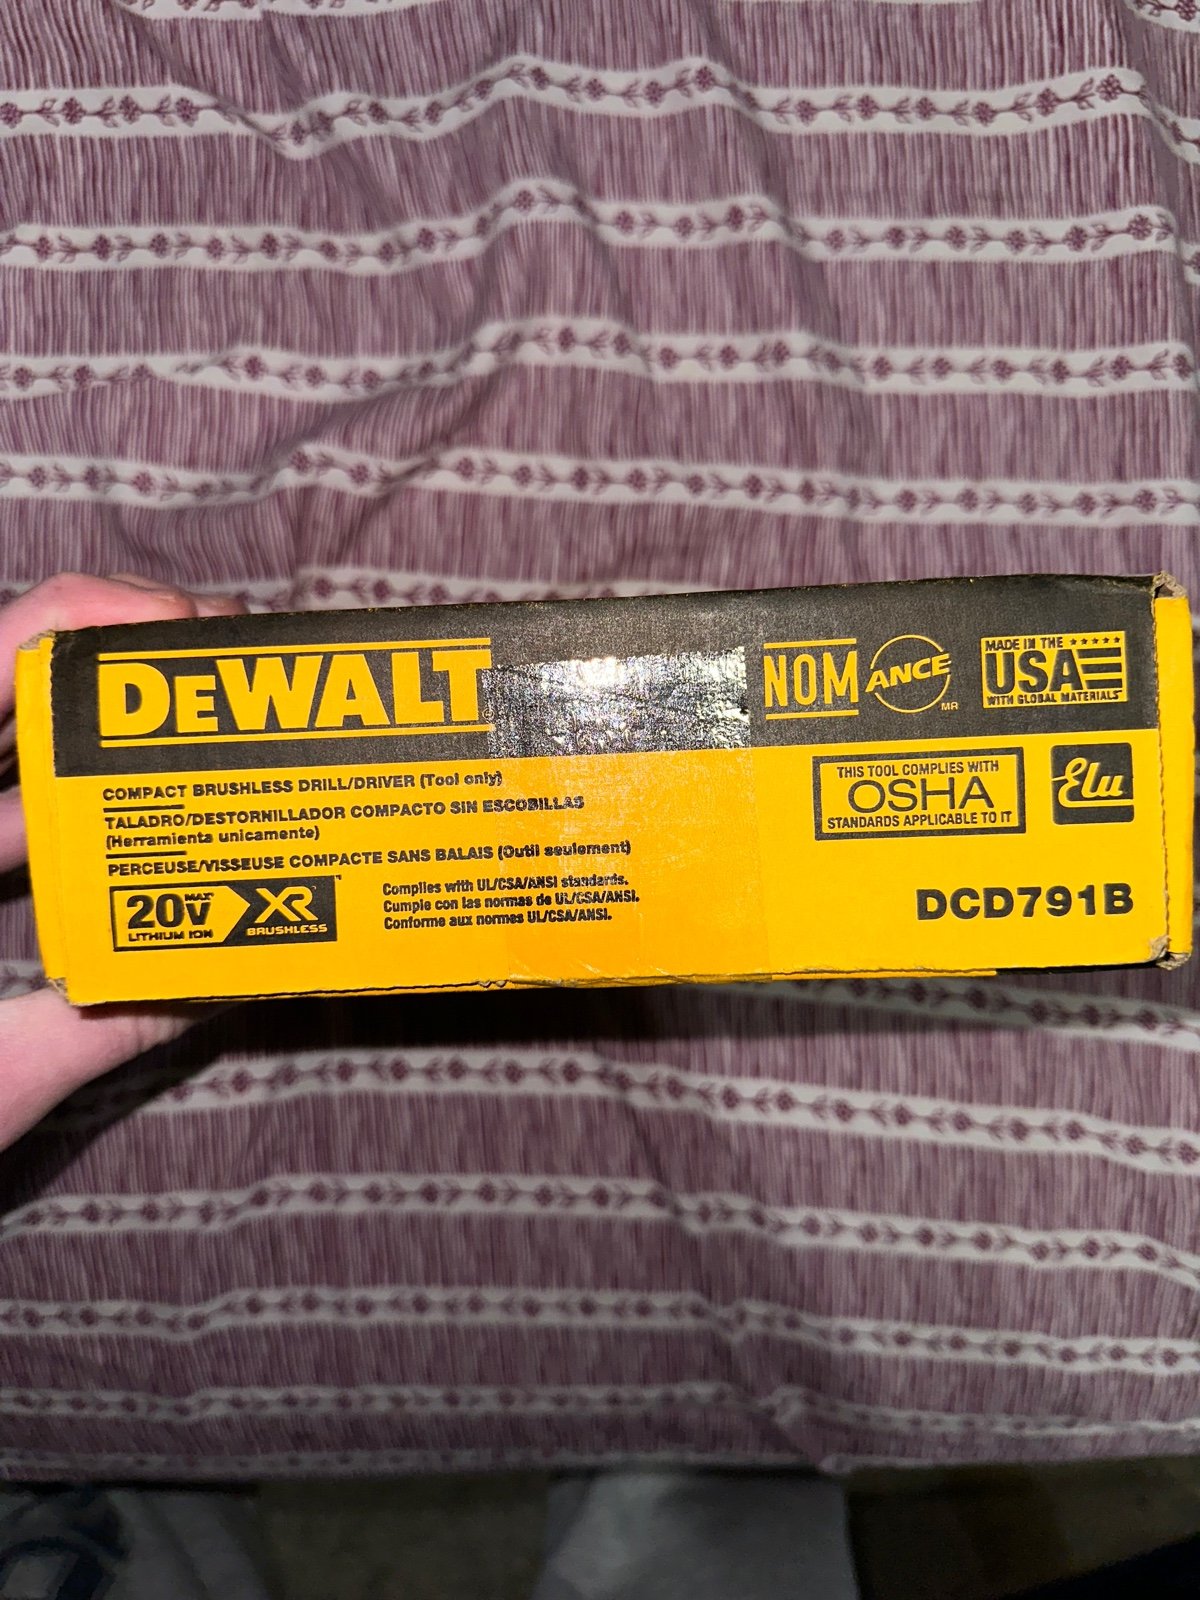 DEWALT
NOM ANCE MR
MADE IN THE
USA
WITH GLOBAL MATERIALS
COMPACT BRUSHLESS DRILL/DRIVER (Tool only)
TALADRO/DESTORNILLADOR COMPACTO SIN ESCOBILLAS
(Herramienta unicamente)
PERCEUSE/VISSEUSE COMPACTE SANS BALAIS (Outil seulement)
20V MAX*
LITHIUM ION
XR
BRUSHLESS
Complies with UL/CSA/ANSI standards.
Cumple con las normas de UL/CSA/ANSI.
Conforme aux normes UL/CSA/ANSI.
THIS TOOL COMPLIES WITH
OSHA
STANDARDS APPLICABLE TO IT
Elu
DCD791B